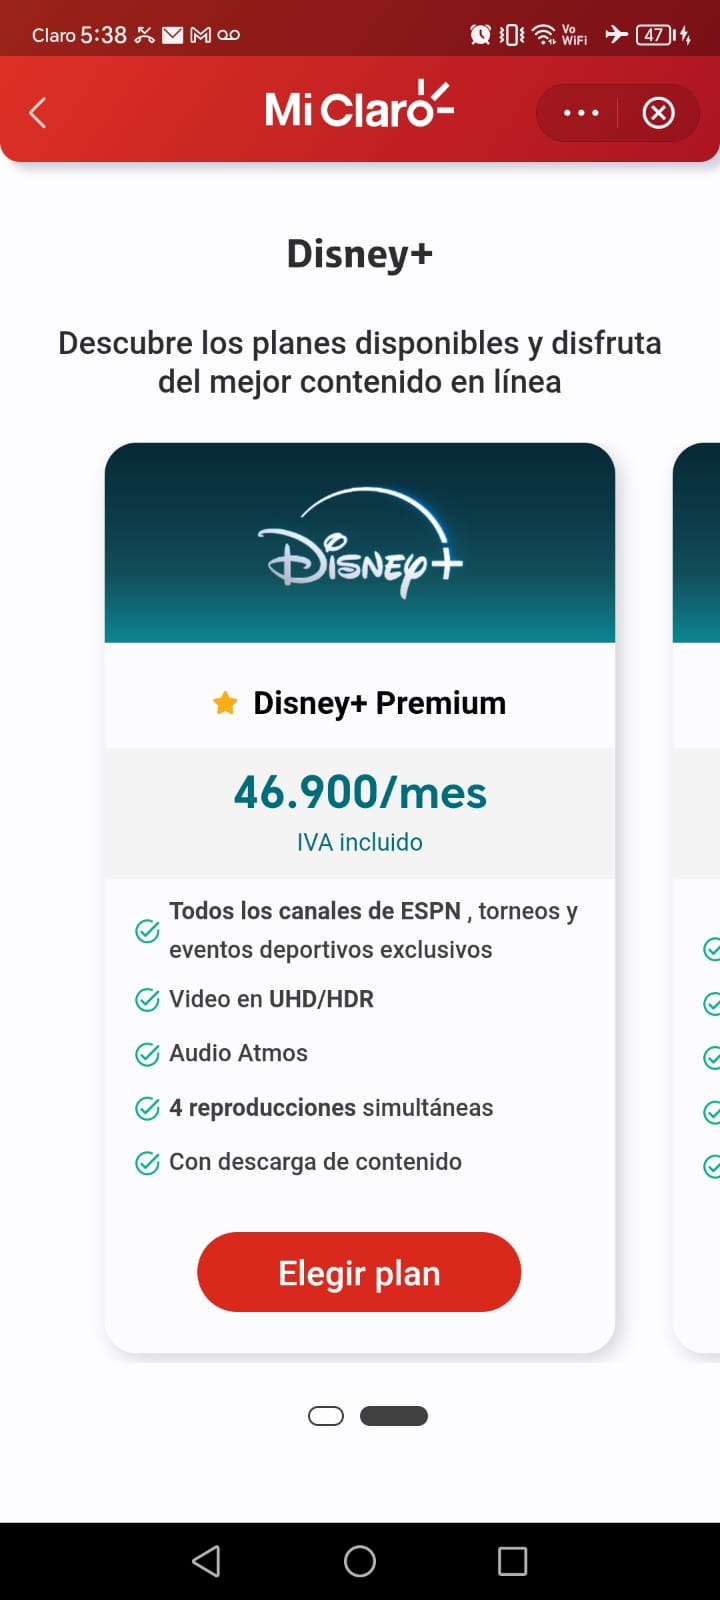 Claro 5:38
Vo
WiFi
47
Mi Claro
Disney+
Descubre los planes disponibles y disfruta
del mejor contenido en línea
Disney+
Disney+ Premium
46.900/mes
IVA incluido
Todos los canales de ESPN , torneos y
eventos deportivos exclusivos
Video en UHD/HDR
Audio Atmos
4 reproducciones simultáneas
Con descarga de contenido
Elegir plan